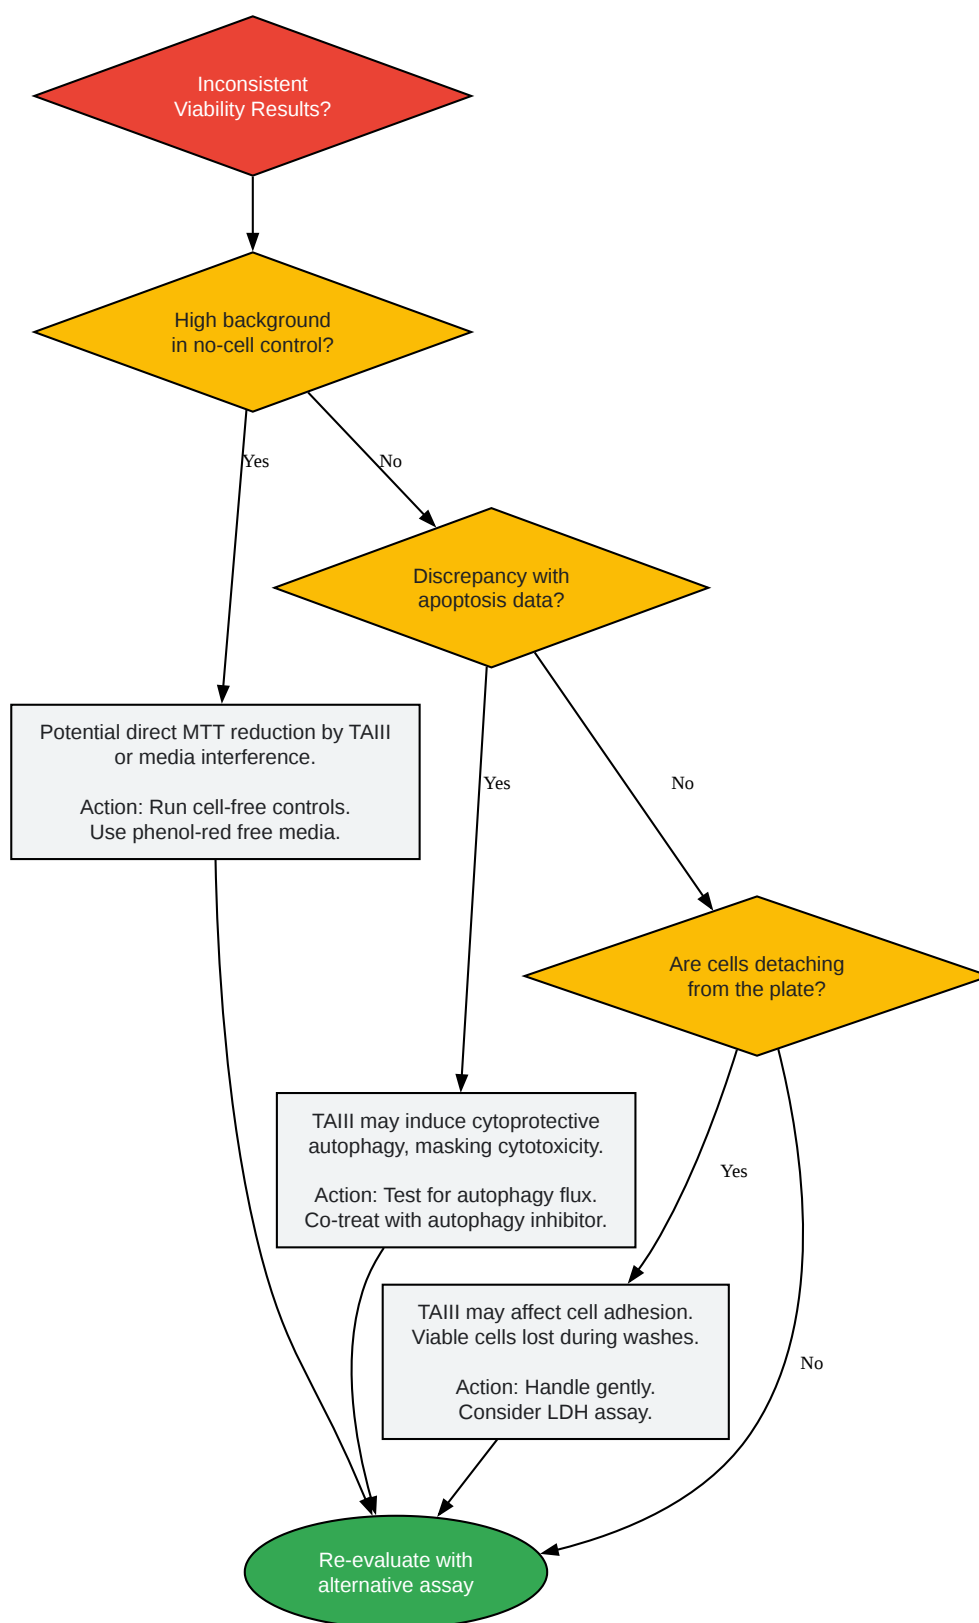 Inconsistent
Viability Results?
High background
in no-cell control?
Yes
No
Discrepancy with
apoptosis data?
Potential direct MTT reduction by TAIII
or media interference.
Action: Run cell-free controls.
Use phenol-red free media.
Yes
No
Are cells detaching
from the plate?
TAIII may induce cytoprotective
autophagy, masking cytotoxicity.
Action: Test for autophagy flux.
Co-treat with autophagy inhibitor.
Yes
TAIII may affect cell adhesion.
Viable cells lost during washes.
Action: Handle gently.
Consider LDH assay.
No
Re-evaluate with
alternative assay